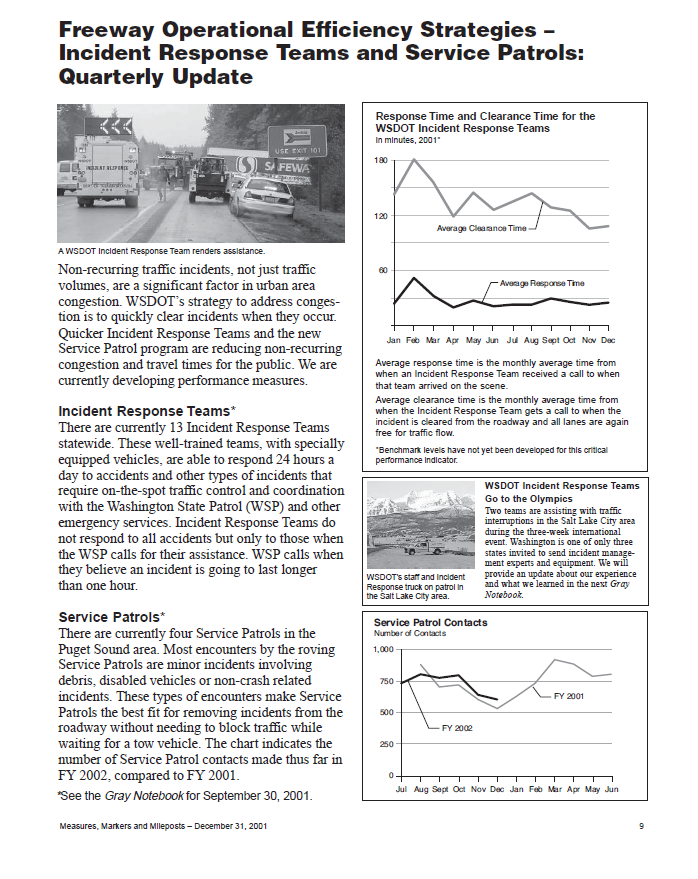 Freeway Operational Efficiency Strategies –
Incident Response Teams and Service Patrols:
Quarterly Update
INCIDENT RESPONSE
USE EXIT 101
SAFEWA
A WSDOT Incident Response Team renders assistance.
Non-recurring traffic incidents, not just traffic
volumes, are a significant factor in urban area
congestion. WSDOT's strategy to address conges-
tion is to quickly clear incidents when they occur.
Quicker Incident Response Teams and the new
Service Patrol program are reducing non-recurring
congestion and travel times for the public. We are
currently developing performance measures.
Incident Response Teams*
There are currently 13 Incident Response Teams
statewide. These well-trained teams, with specially
equipped vehicles, are able to respond 24 hours a
day to accidents and other types of incidents that
require on-the-spot traffic control and coordination
with the Washington State Patrol (WSP) and other
emergency services. Incident Response Teams do
not respond to all accidents but only to those when
the WSP calls for their assistance. WSP calls when
they believe an incident is going to last longer
than one hour.
Service Patrols*
There are currently four Service Patrols in the
Puget Sound area. Most encounters by the roving
Service Patrols are minor incidents involving
debris, disabled vehicles or non-crash related
incidents. These types of encounters make Service
Patrols the best fit for removing incidents from the
roadway without needing to block traffic while
waiting for a tow vehicle. The chart indicates the
number of Service Patrol contacts made thus far in
FY 2002, compared to FY 2001.
*See the Gray Notebook for September 30, 2001.
Response Time and Clearance Time for the
WSDOT Incident Response Teams
In minutes, 2001*
180
120
Average Clearance Time
60
Average Response Time
Jan Feb Mar Apr May Jun Jul Aug Sept Oct Nov Dec
Average response time is the monthly average time from
when an Incident Response Team received a call to when
that team arrived on the scene.
Average clearance time is the monthly average time from
when the Incident Response Team gets a call to when the
incident is cleared from the roadway and all lanes are again
free for traffic flow.
*Benchmark levels have not yet been developed for this critical
performance indicator.
WSDOT's staff and Incident
Response truck on patrol in
the Salt Lake City area.
WSDOT Incident Response Teams
Go to the Olympics
Two teams are assisting with traffic
interruptions in the Salt Lake City area
during the three-week international
event. Washington is one of only three
states invited to send incident manage-
ment experts and equipment. We will
provide an update about our experience
and what we learned in the next Gray
Notebook.
Service Patrol Contacts
Number of Contacts
1,000
750
FY 2001
500
FY 2002
250
0
Jul Aug Sept Oct Nov Dec Jan Feb Mar Apr May Jun
Measures, Markers and Mileposts – December 31, 2001
9